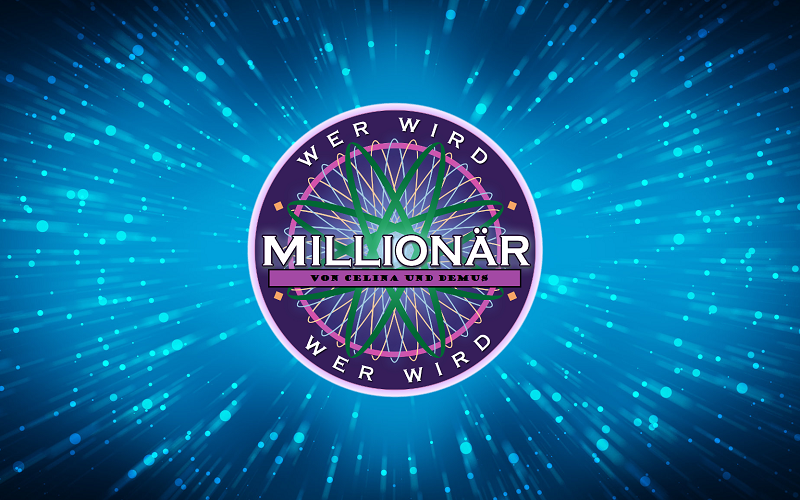 WER WIRD
MILLIONÄR
VON CELINA UND DEMUS
WER WIRD